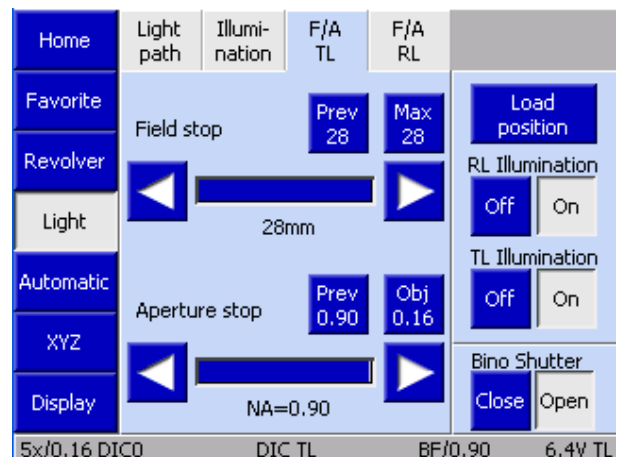 Home
Favorite
Revolver
Light
Automatic
XYZ
Display
Light
path
Illumi-
nation
F/A
TL
F/A
RL
Field stop
Prev
28
Max
28
28mm
Aperture stop
Prev
0.90
Obj
0.16
NA=0.90
Load
position
RL Illumination
Off
On
TL Illumination
Off
On
Bino Shutter
Close
Open
5x/0.16 DIC0 DIC TL BF/0.90 6.4V TL